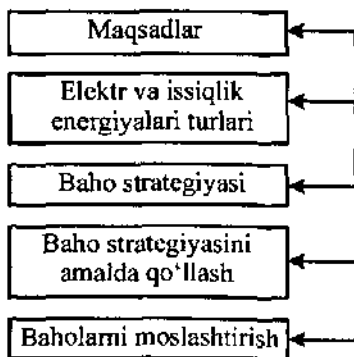 Maqsadlar
Elektr va issiqlik
energiyalari turlari
Baho strategiyasi
Baho strategiyasini
amalda qo‘llash
Baholarni moslashtirish